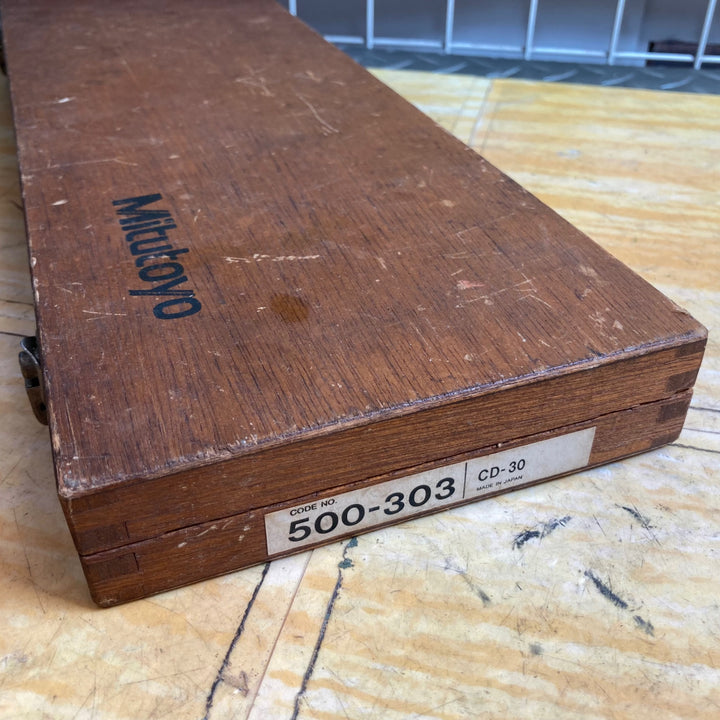 Mitutoyo
CODE NO.
500-303
CD-30
MADE IN JAPAN